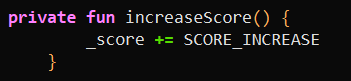 private fun increaseScore() {
        _score += SCORE_INCREASE
    }